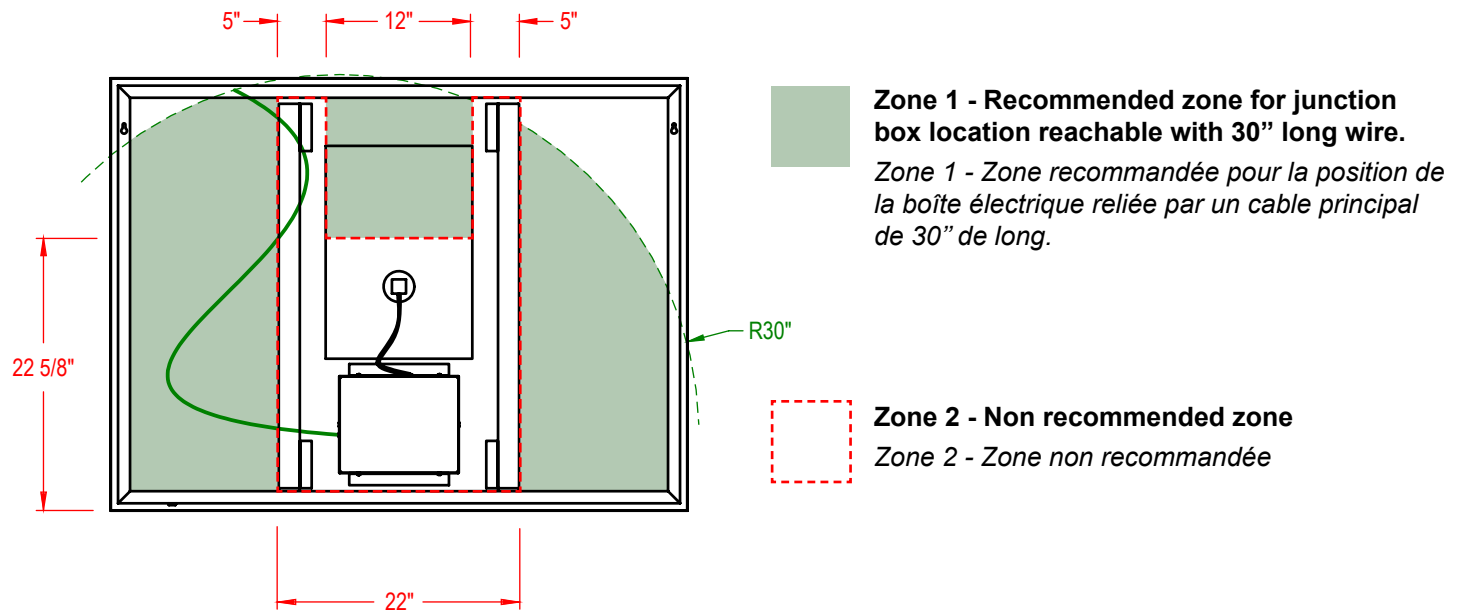 5"
12"
5"
Zone 1 - Recommended zone for junction
box location reachable with 30” long wire.
Zone 1 - Zone recommandée pour la position de
la boîte électrique reliée par un cable principal
de 30” de long.
R30"
22 5/8"
Zone 2 - Non recommended zone
Zone 2 - Zone non recommandée
22"